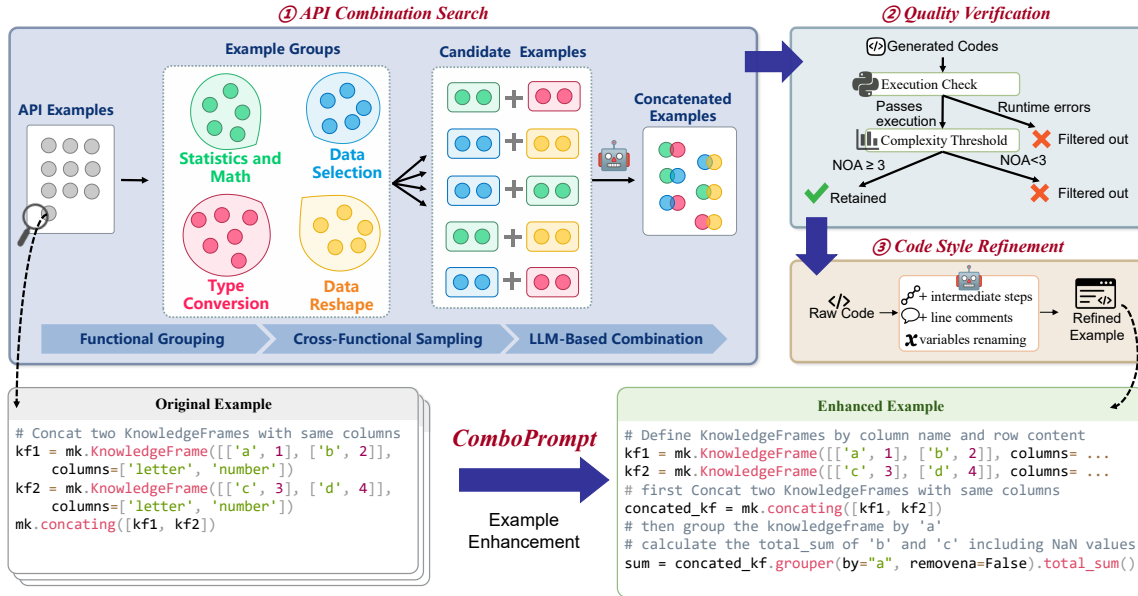 ① API Combination Search
API Examples
Example Groups
Statistics and
Math
Data
Selection
Type
Conversion
Data
Reshape
Candidate Examples
+
+
+
+
+
Concatenated
Examples
Functional Grouping
Cross-Functional Sampling
LLM-Based Combination
② Quality Verification
</> Generated Codes
Execution Check
Passes
execution
Runtime errors
Complexity Threshold
Filtered out
NOA ≥ 3
NOA<3
Retained
Filtered out
③ Code Style Refinement
</>
Raw Code
+ intermediate steps
+ line comments
x variables renaming
</>
Refined
Example
Original Example
# Concat two KnowledgeFrames with same columns
kf1 = mk.KnowledgeFrame([['a', 1], ['b', 2]],
columns=['letter', 'number'])
kf2 = mk.KnowledgeFrame([['c', 3], ['d', 4]],
columns=['letter', 'number'])
mk.concating([kf1, kf2])
ComboPrompt
Example
Enhancement
Enhanced Example
# Define KnowledgeFrames by column name and row content
kf1 = mk.KnowledgeFrame([['a', 1], ['b', 2]], columns= ...
kf2 = mk.KnowledgeFrame([['c', 3], ['d', 4]], columns= ...
# first Concat two KnowledgeFrames with same columns
concated_kf = mk.concating([kf1, kf2])
# then group the knowledgeframe by 'a'
# calculate the total_sum of 'b' and 'c' including NaN values
sum = concated_kf.grouper(by="a", removena=False).total_sum()